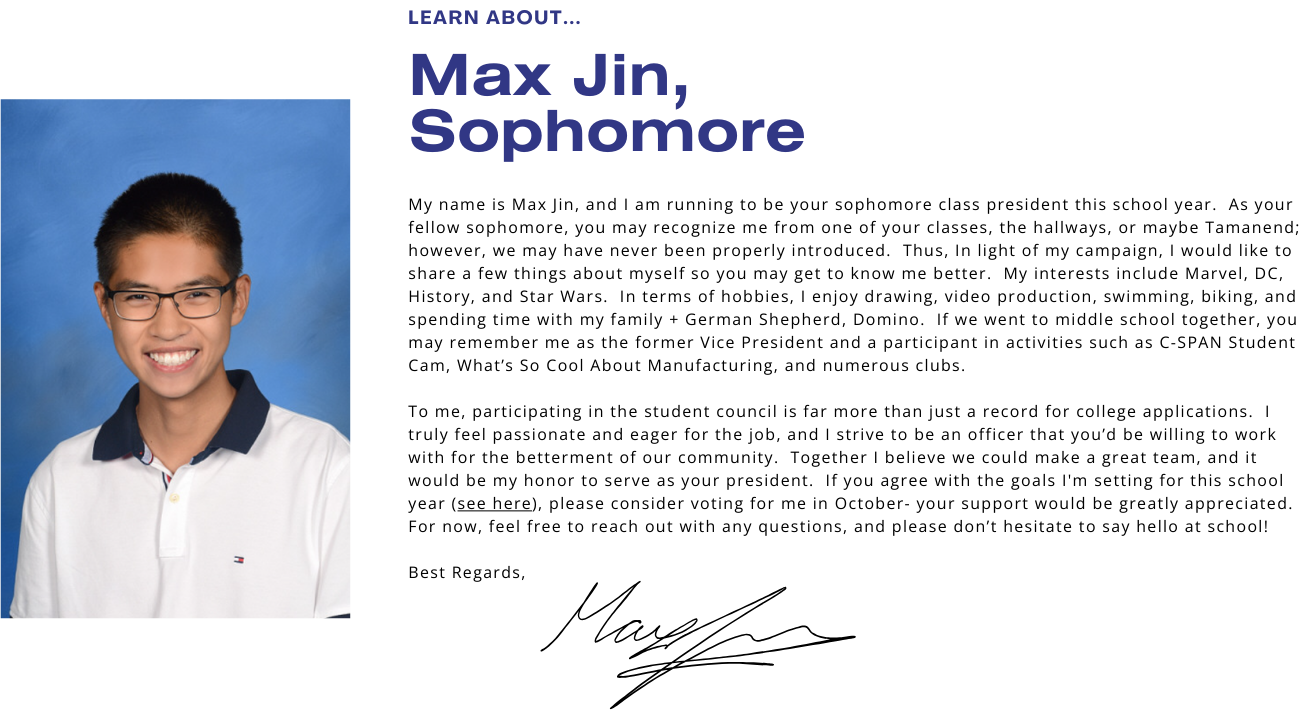 LEARN ABOUT...
Max Jin,
Sophomore
My name is Max Jin, and I am running to be your sophomore class president this school year.  As your
fellow sophomore, you may recognize me from one of your classes, the hallways, or maybe Tamanend;
however, we may have never been properly introduced.  Thus, In light of my campaign, I would like to
share a few things about myself so you may get to know me better.  My interests include Marvel, DC,
History, and Star Wars.  In terms of hobbies, I enjoy drawing, video production, swimming, biking, and
spending time with my family + German Shepherd, Domino.  If we went to middle school together, you
may remember me as the former Vice President and a participant in activities such as C-SPAN Student
Cam, What’s So Cool About Manufacturing, and numerous clubs.
To me, participating in the student council is far more than just a record for college applications.  I
truly feel passionate and eager for the job, and I strive to be an officer that you’d be willing to work
with for the betterment of our community.  Together I believe we could make a great team, and it
would be my honor to serve as your president.  If you agree with the goals I'm setting for this school
year (see here), please consider voting for me in October- your support would be greatly appreciated.
For now, feel free to reach out with any questions, and please don’t hesitate to say hello at school!
Best Regards,
Max Jin